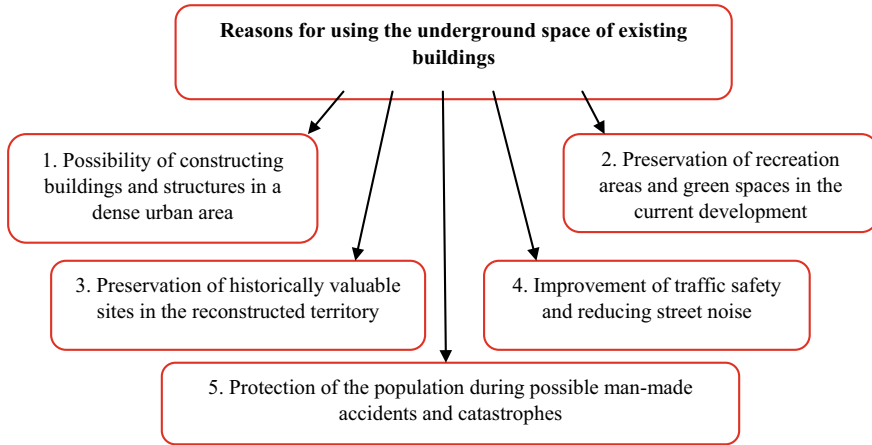 Reasons for using the underground space of existing
buildings
1. Possibility of constructing
buildings and structures in a
dense urban area
2. Preservation of recreation
areas and green spaces in the
current development
3. Preservation of historically valuable
sites in the reconstructed territory
4. Improvement of traffic safety
and reducing street noise
5. Protection of the population during possible man-made
accidents and catastrophes